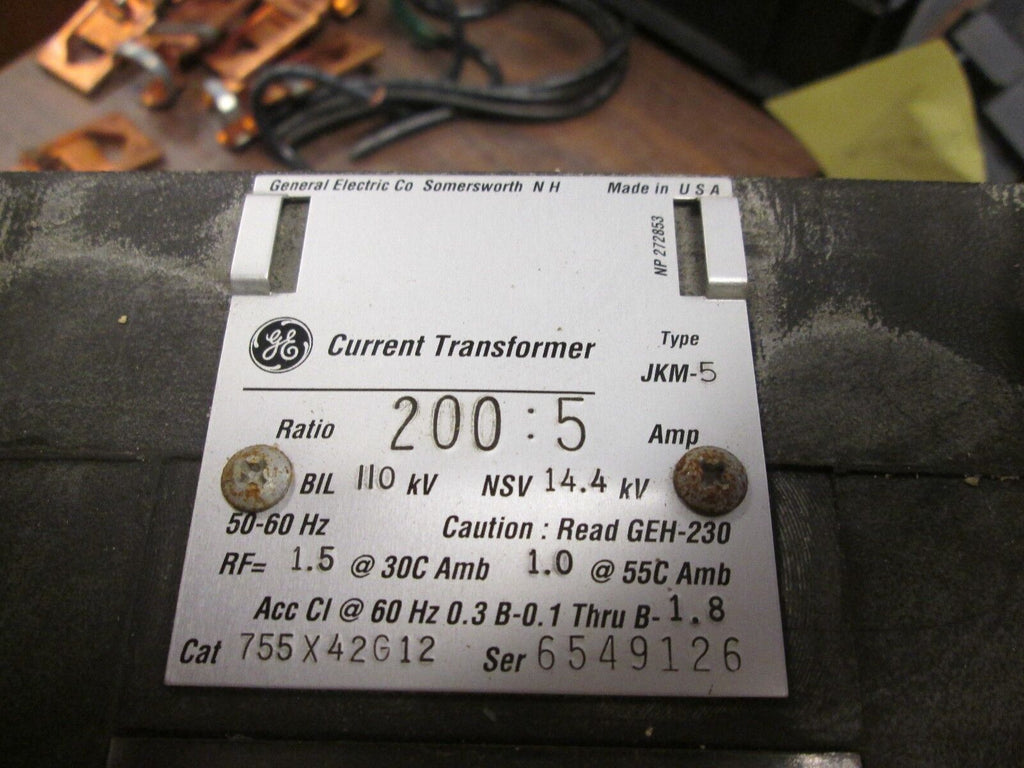 General Electric Co Somersworth N H Made in U S A
NP 272853
GE Current Transformer Type
JKM-5
Ratio 200 : 5 Amp
BIL 110 kV NSV 14.4 kV
50-60 Hz Caution : Read GEH-230
RF= 1.5 @ 30C Amb 1.0 @ 55C Amb
Acc Cl @ 60 Hz 0.3 B-0.1 Thru B-1.8
Cat 755X42G12 Ser 6549126